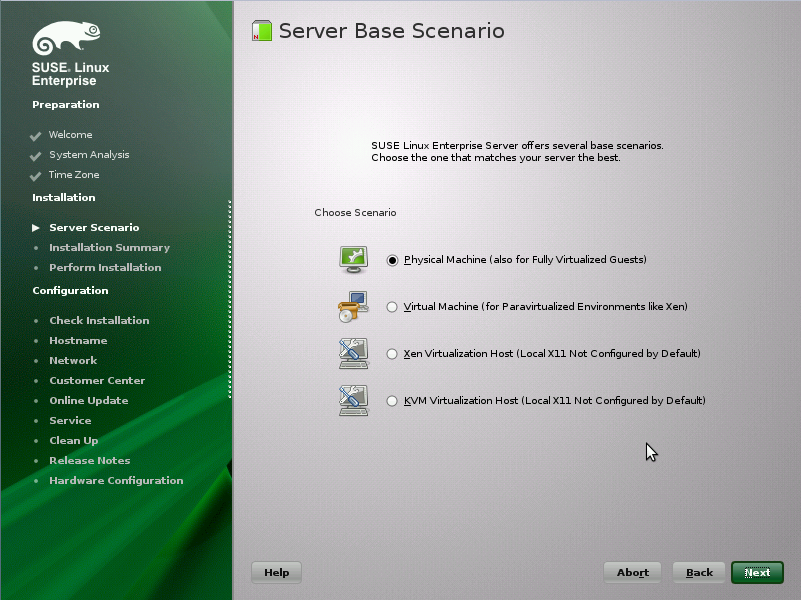 SUSE. Linux
Enterprise
Preparation
Welcome
System Analysis
Time Zone
Installation
Server Scenario
Installation Summary
Perform Installation
Configuration
Check Installation
Hostname
Network
Customer Center
Online Update
Service
Clean Up
Release Notes
Hardware Configuration
N
Server Base Scenario
SUSE Linux Enterprise Server offers several base scenarios.
Choose the one that matches your server the best.
Choose Scenario
Physical Machine (also for Fully Virtualized Guests)
Virtual Machine (for Paravirtualized Environments like Xen)
Xen Virtualization Host (Local X11 Not Configured by Default)
KVM Virtualization Host (Local X11 Not Configured by Default)
Help
Abort
Back
Next